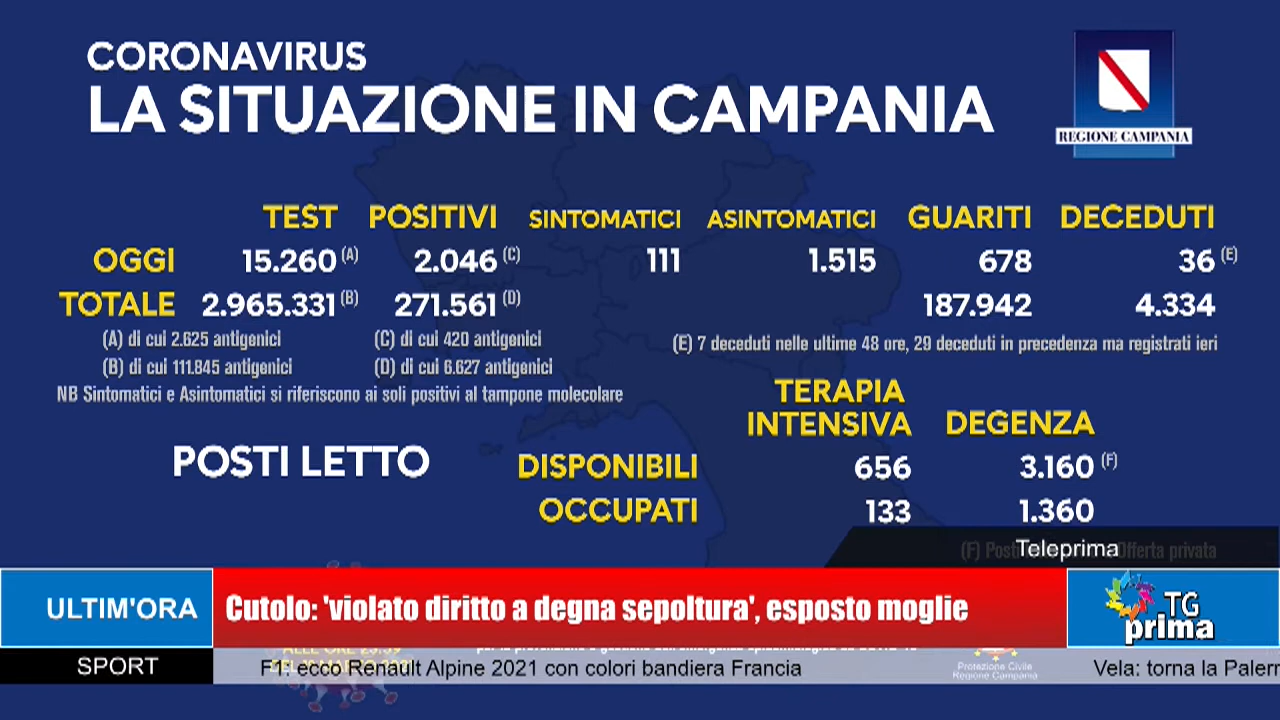 CORONAVIRUS
LA SITUAZIONE IN CAMPANIA
REGIONE CAMPANIA
TEST POSITIVI SINTOMATICI ASINTOMATICI GUARITI DECEDUTI
OGGI 15.260 (A) 2.046 (C) 111 1.515 678 36 (E)
TOTALE 2.965.331 (B) 271.561 (D) 187.942 4.334
(A) di cui 2.625 antigenici (C) di cui 420 antigenici (E) 7 deceduti nelle ultime 48 ore, 29 deceduti in precedenza ma registrati ieri
(B) di cui 111.845 antigenici (D) di cui 6.627 antigenici
NB Sintomatici e Asintomatici si riferiscono ai soli positivi al tampone molecolare
TERAPIA
INTENSIVA DEGENZA
POSTI LETTO DISPONIBILI 656 3.160 (F)
OCCUPATI 133 1.360
(F) Offerta privata
Teleprima
ULTIM'ORA Cutolo: 'violato diritto a degna sepoltura', esposto moglie TG
prima
Protezione Civile
Regione Campania
SPORT F1: ecco Renault Alpine 2021 con colori bandiera Francia Vela: torna la Palerm